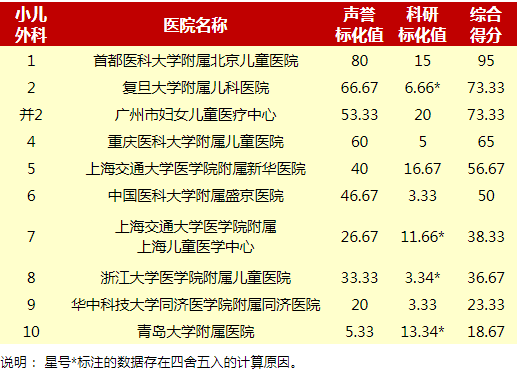 小儿外科 医院名称 声誉标化值 科研标化值 综合得分
1 首都医科大学附属北京儿童医院 80 15 95
2 复旦大学附属儿科医院 66.67 6.66* 73.33
并2 广州市妇女儿童医疗中心 53.33 20 73.33
4 重庆医科大学附属儿童医院 60 5 65
5 上海交通大学医学院附属新华医院 40 16.67 56.67
6 中国医科大学附属盛京医院 46.67 3.33 50
7 上海交通大学医学院附属上海儿童医学中心 26.67 11.66* 38.33
8 浙江大学医学院附属儿童医院 33.33 3.34* 36.67
9 华中科技大学同济医学院附属同济医院 20 3.33 23.33
10 青岛大学附属医院 5.33 13.34* 18.67
说明: 星号*标注的数据存在四舍五入的计算原因。